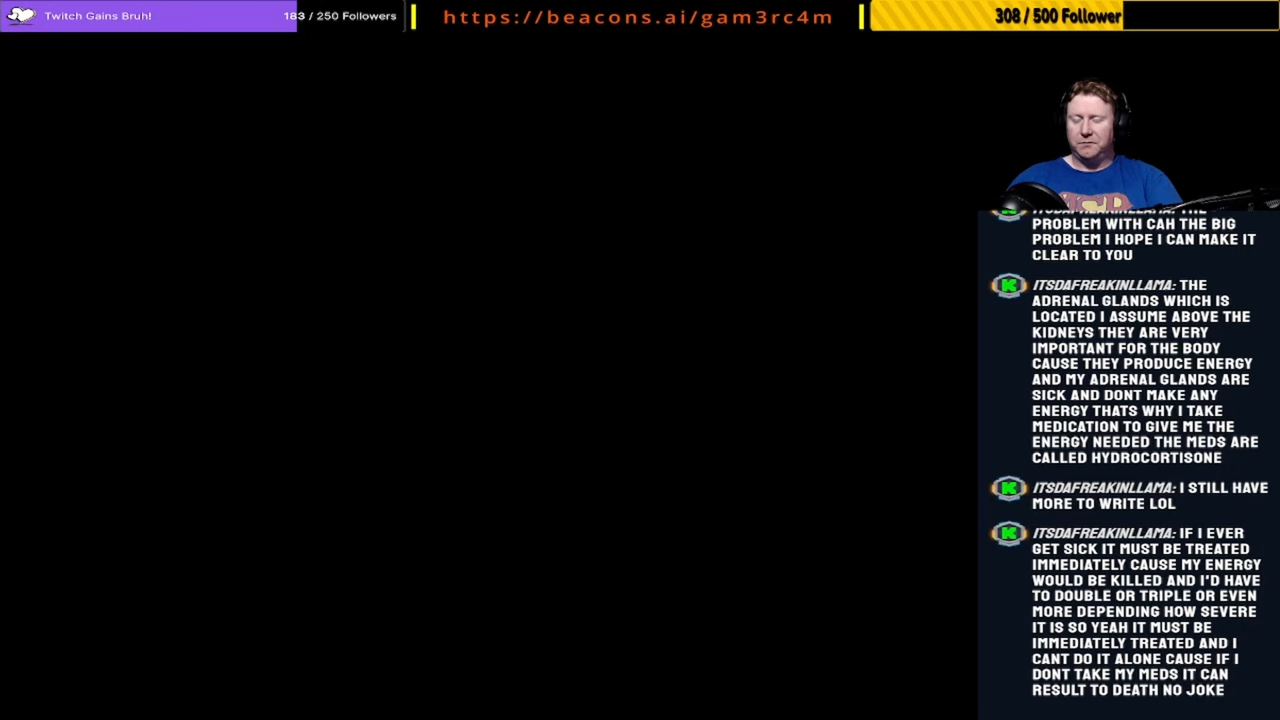 Twitch Gains Bruh! 183 / 250 Followers
https://beacons.ai/gam3rc4m
308 / 500 Follower
ITSDAFREAKINLLAMA: THE
PROBLEM WITH CAH THE BIG
PROBLEM I HOPE I CAN MAKE IT
CLEAR TO YOU
ITSDAFREAKINLLAMA: THE
ADRENAL GLANDS WHICH IS
LOCATED I ASSUME ABOVE THE
KIDNEYS THEY ARE VERY
IMPORTANT FOR THE BODY
CAUSE THEY PRODUCE ENERGY
AND MY ADRENAL GLANDS ARE
SICK AND DONT MAKE ANY
ENERGY THATS WHY I TAKE
MEDICATION TO GIVE ME THE
ENERGY NEEDED THE MEDS ARE
CALLED HYDROCORTISONE
ITSDAFREAKINLLAMA: I STILL HAVE
MORE TO WRITE LOL
ITSDAFREAKINLLAMA: IF I EVER
GET SICK IT MUST BE TREATED
IMMEDIATELY CAUSE MY ENERGY
WOULD BE KILLED AND I'D HAVE
TO DOUBLE OR TRIPLE OR EVEN
MORE DEPENDING HOW SEVERE
IT IS SO YEAH IT MUST BE
IMMEDIATELY TREATED AND I
CANT DO IT ALONE CAUSE IF I
DONT TAKE MY MEDS IT CAN
RESULT TO DEATH NO JOKE